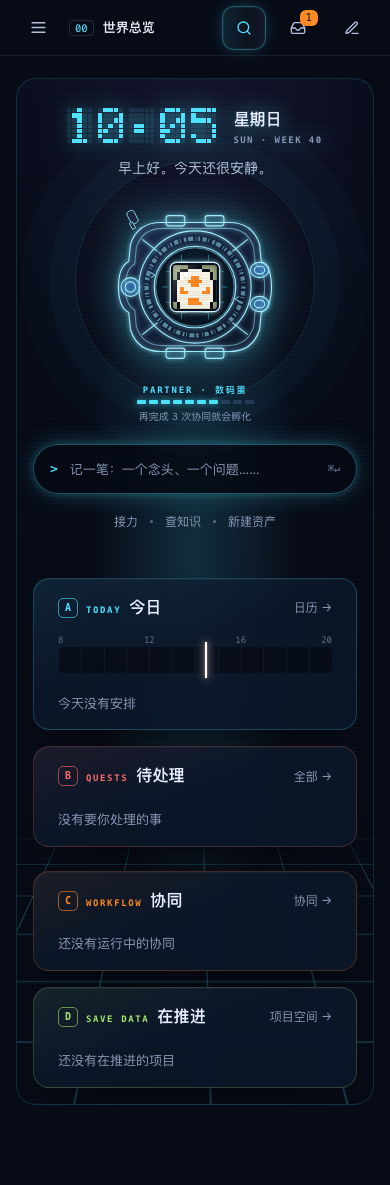 00 世界总览
1
10-05
星期日
SUN · WEEK 40
早上好。今天还很安静。
PARTNER · 数码蛋
再完成 3 次协同就会孵化
> 记一笔：一个念头、一个问题…… ⌘↵
接力 • 查知识 • 新建资产
A TODAY 今日 日历 →
8 12 16 20
今天没有安排
B QUESTS 待处理 全部 →
没有要你处理的事
C WORKFLOW 协同 协同 →
还没有运行中的协同
D SAVE DATA 在推进 项目空间 →
还没有在推进的项目